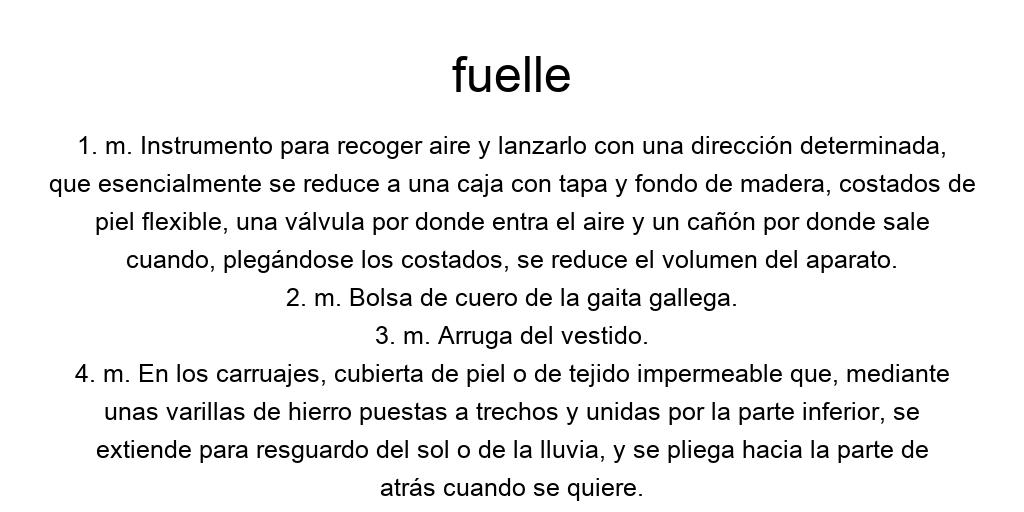 fuelle
1. m. Instrumento para recoger aire y lanzarlo con una dirección determinada,
que esencialmente se reduce a una caja con tapa y fondo de madera, costados de
piel flexible, una válvula por donde entra el aire y un cañón por donde sale
cuando, plegándose los costados, se reduce el volumen del aparato.
2. m. Bolsa de cuero de la gaita gallega.
3. m. Arruga del vestido.
4. m. En los carruajes, cubierta de piel o de tejido impermeable que, mediante
unas varillas de hierro puestas a trechos y unidas por la parte inferior, se
extiende para resguardo del sol o de la lluvia, y se pliega hacia la parte de
atrás cuando se quiere.